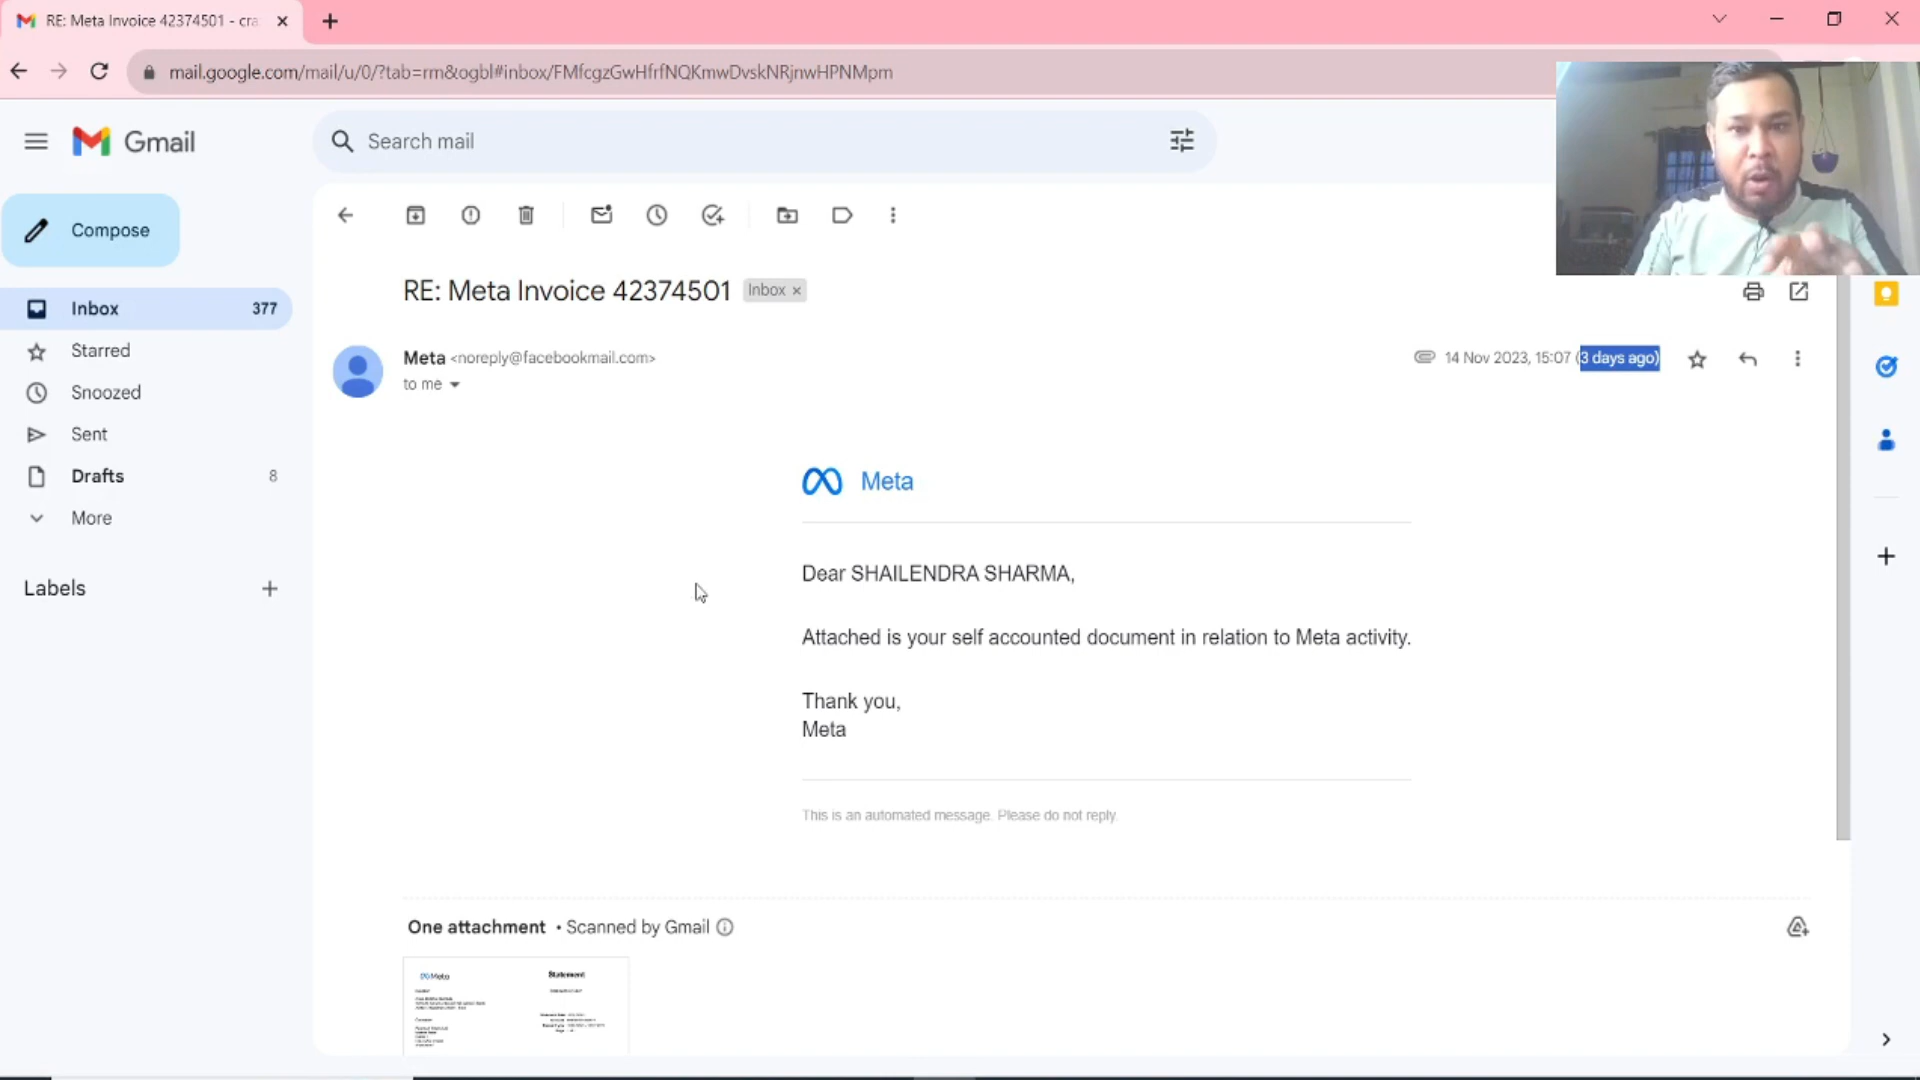 RE: Meta Invoice 42374501 - cra
mail.google.com/mail/u/0/?tab=rm&ogbl#inbox/FMfcgzGwHfrfNQKmwDvskNRjnwHPNMpm
Gmail
Search mail
Compose
Inbox 377
Starred
Snoozed
Sent
Drafts 8
More
Labels
RE: Meta Invoice 42374501 Inbox ×
Meta <noreply@facebookmail.com> 14 Nov 2023, 15:07 (3 days ago)
to me
Meta
Dear SHAILENDRA SHARMA,
Attached is your self accounted document in relation to Meta activity.
Thank you,
Meta
This is an automated message. Please do not reply.
One attachment • Scanned by Gmail
Meta Statement